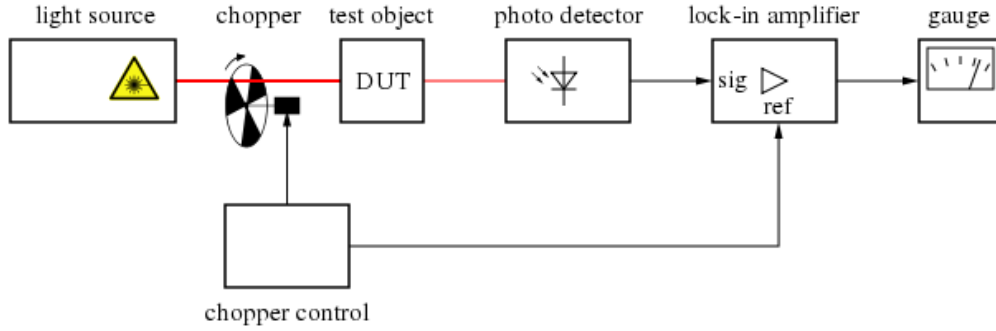 light source
chopper
test object
photo detector
lock-in amplifier
gauge
DUT
sig
ref
chopper control